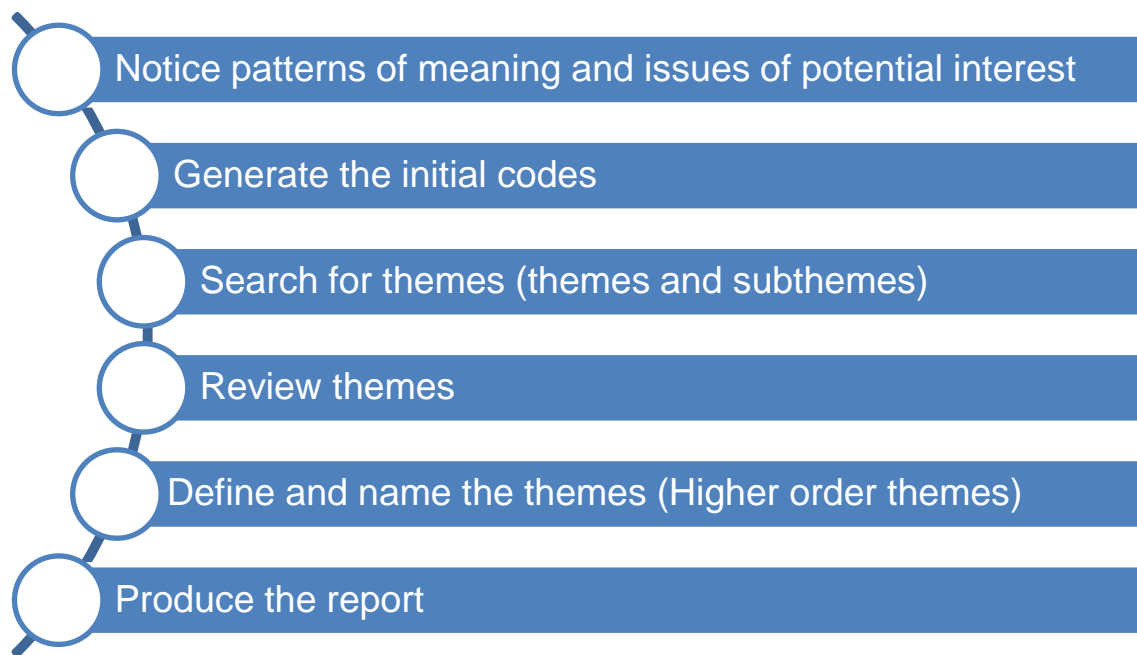 Notice patterns of meaning and issues of potential interest
Generate the initial codes
Search for themes (themes and subthemes)
Review themes
Define and name the themes (Higher order themes)
Produce the report